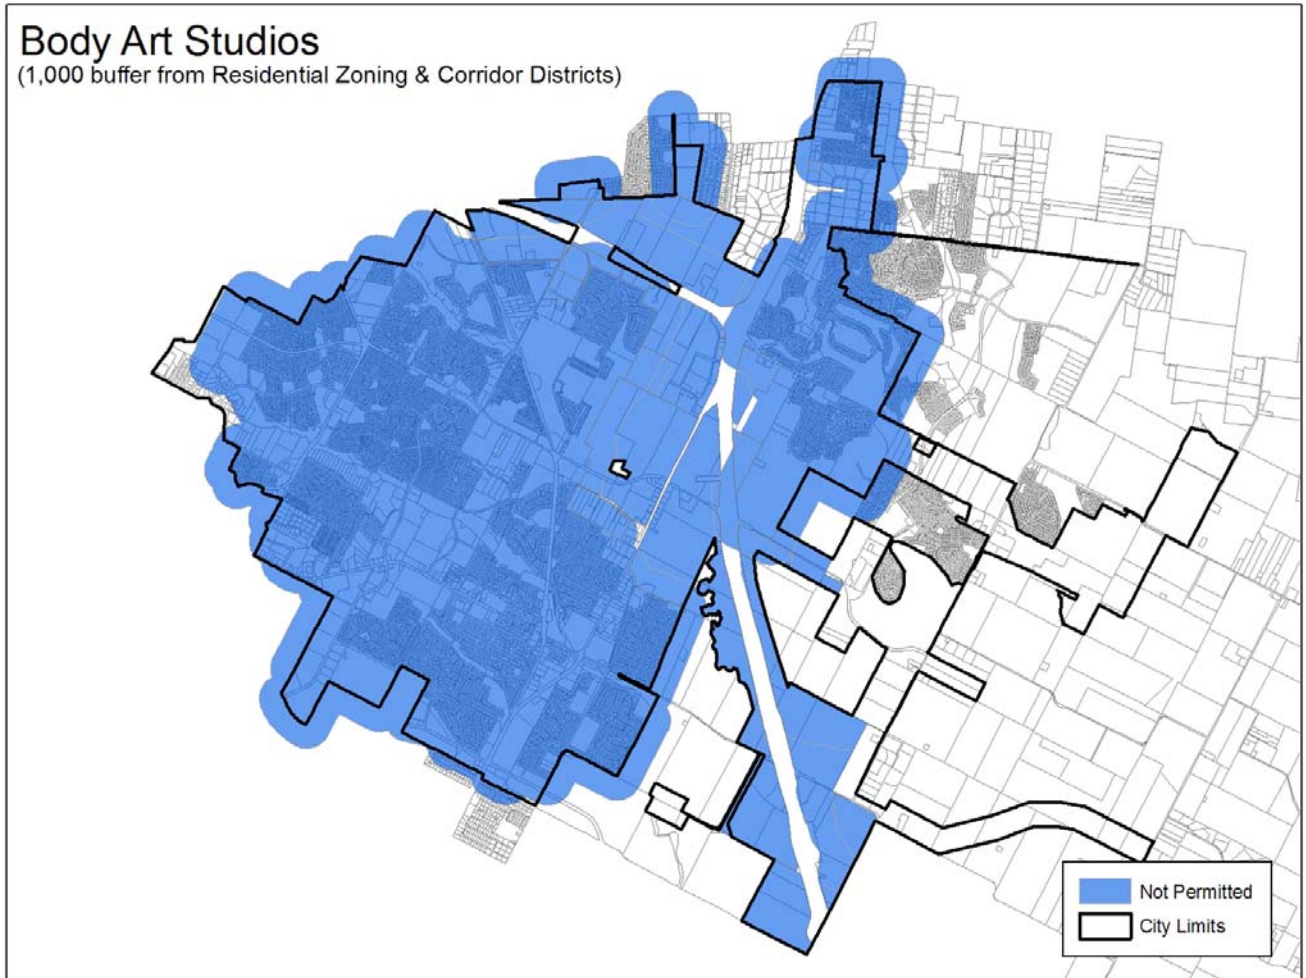 Body Art Studios
(1,000 buffer from Residential Zoning & Corridor Districts)
Not Permitted
City Limits